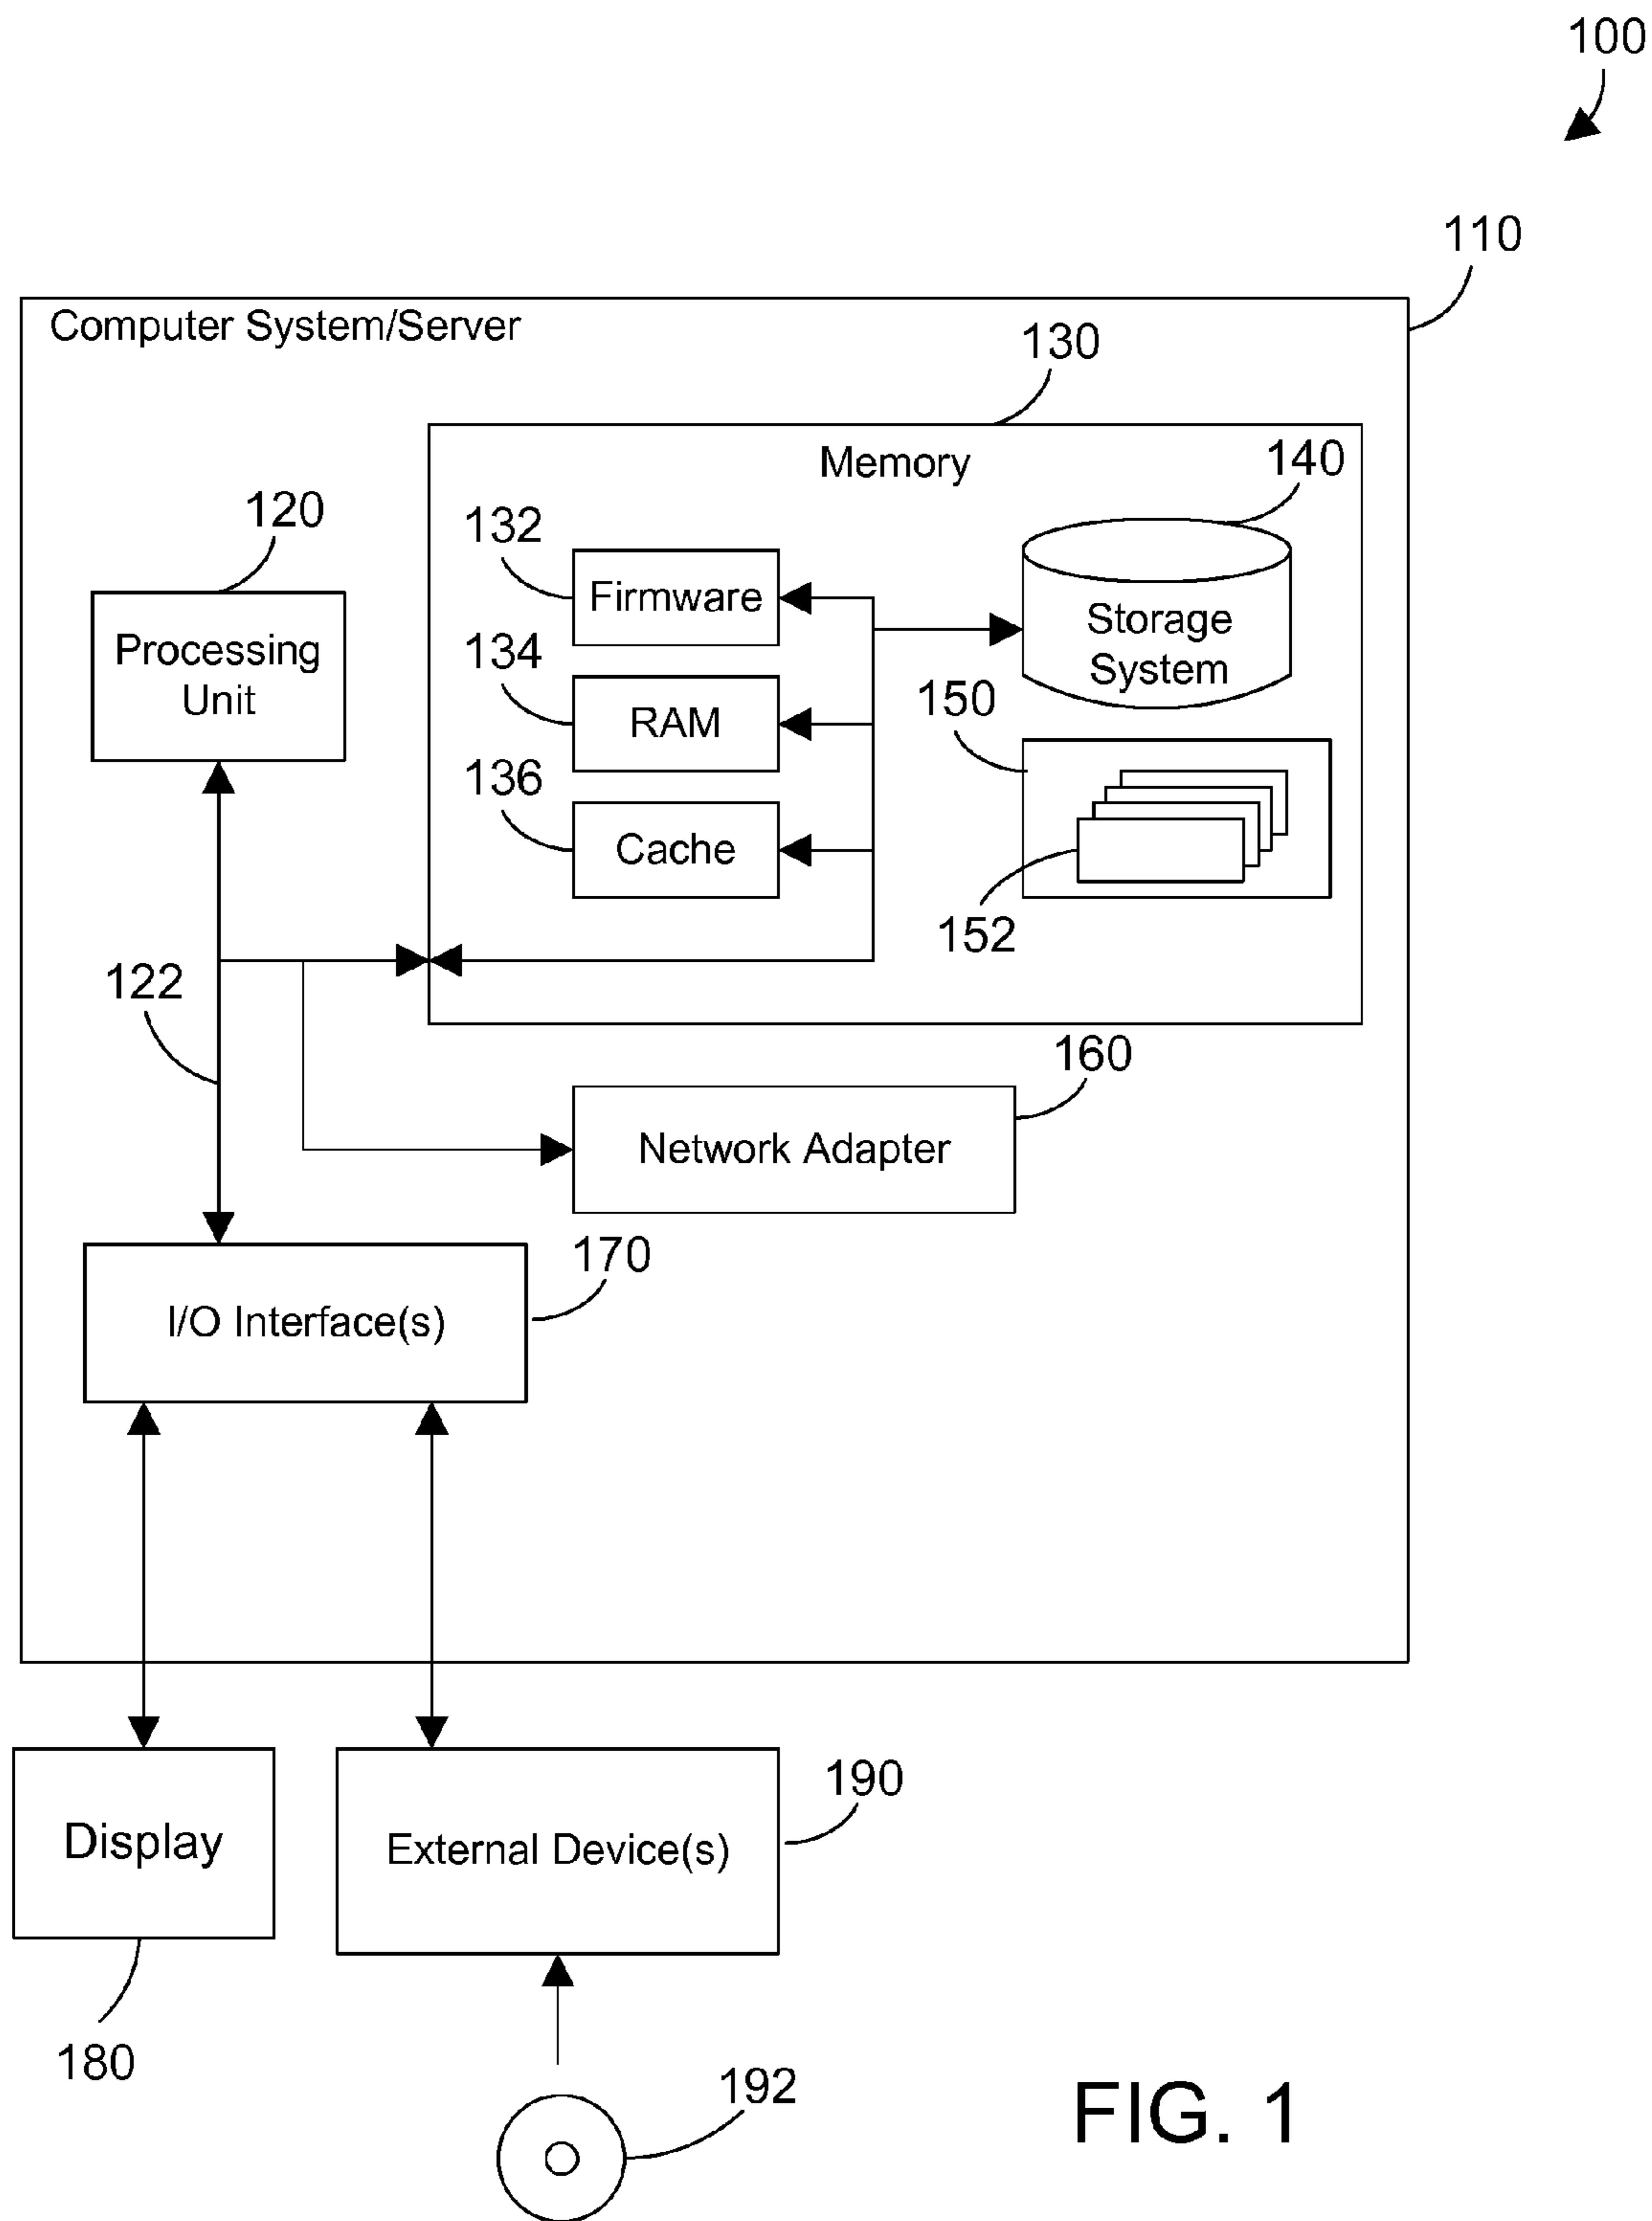 100
110
Computer System/Server
130
Memory
140
120
132
Firmware
Storage
System
Processing
Unit
134
RAM
150
136
Cache
152
122
160
Network Adapter
170
I/O Interface(s)
190
Display
External Device(s)
180
192
FIG. 1